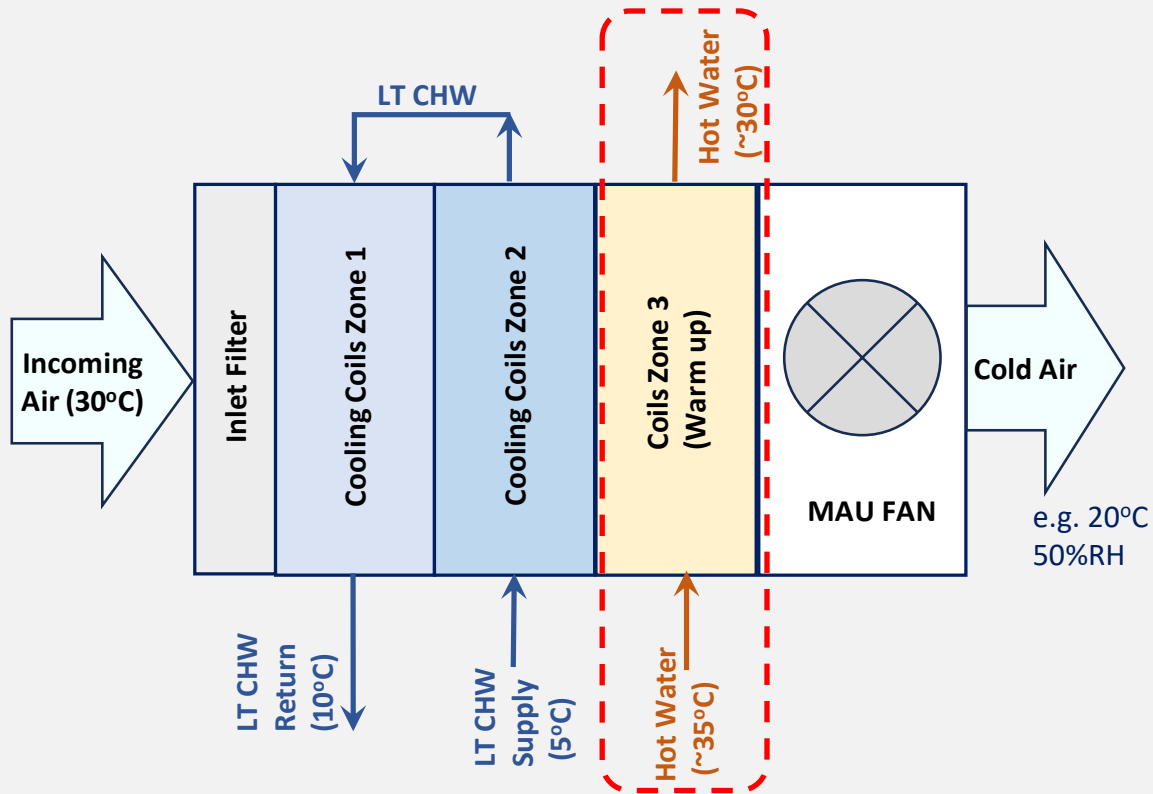 LT CHW
Hot Water
(~30°C)
Incoming
Air (30°C)
Inlet Filter
Cooling Coils Zone 1
Cooling Coils Zone 2
Coils Zone 3
(Warm up)
MAU FAN
Cold Air
e.g. 20°C
50%RH
LT CHW
Return
(10°C)
LT CHW
Supply
(5°C)
Hot Water
(~35°C)